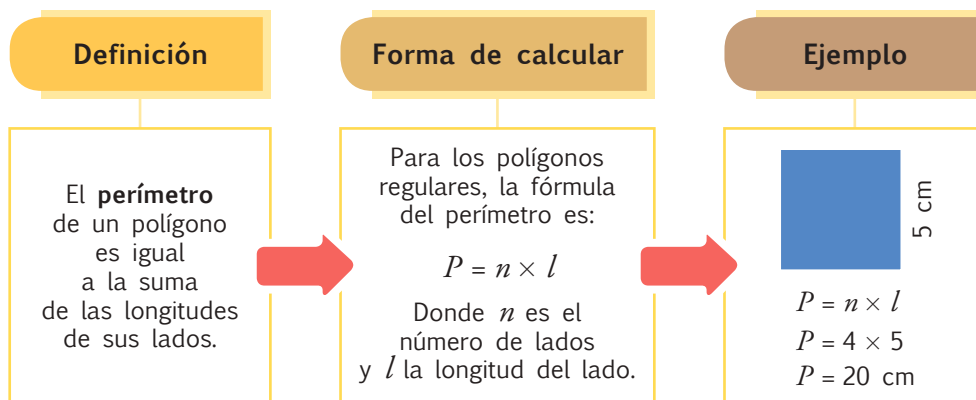 Definición
El perímetro
de un polígono
es igual
a la suma
de las longitudes
de sus lados.
Forma de calcular
Para los polígonos
regulares, la fórmula
del perímetro es:
P = n × l
Donde n es el
número de lados
y l la longitud del lado.
Ejemplo
5 cm
P = n × l
P = 4 × 5
P = 20 cm